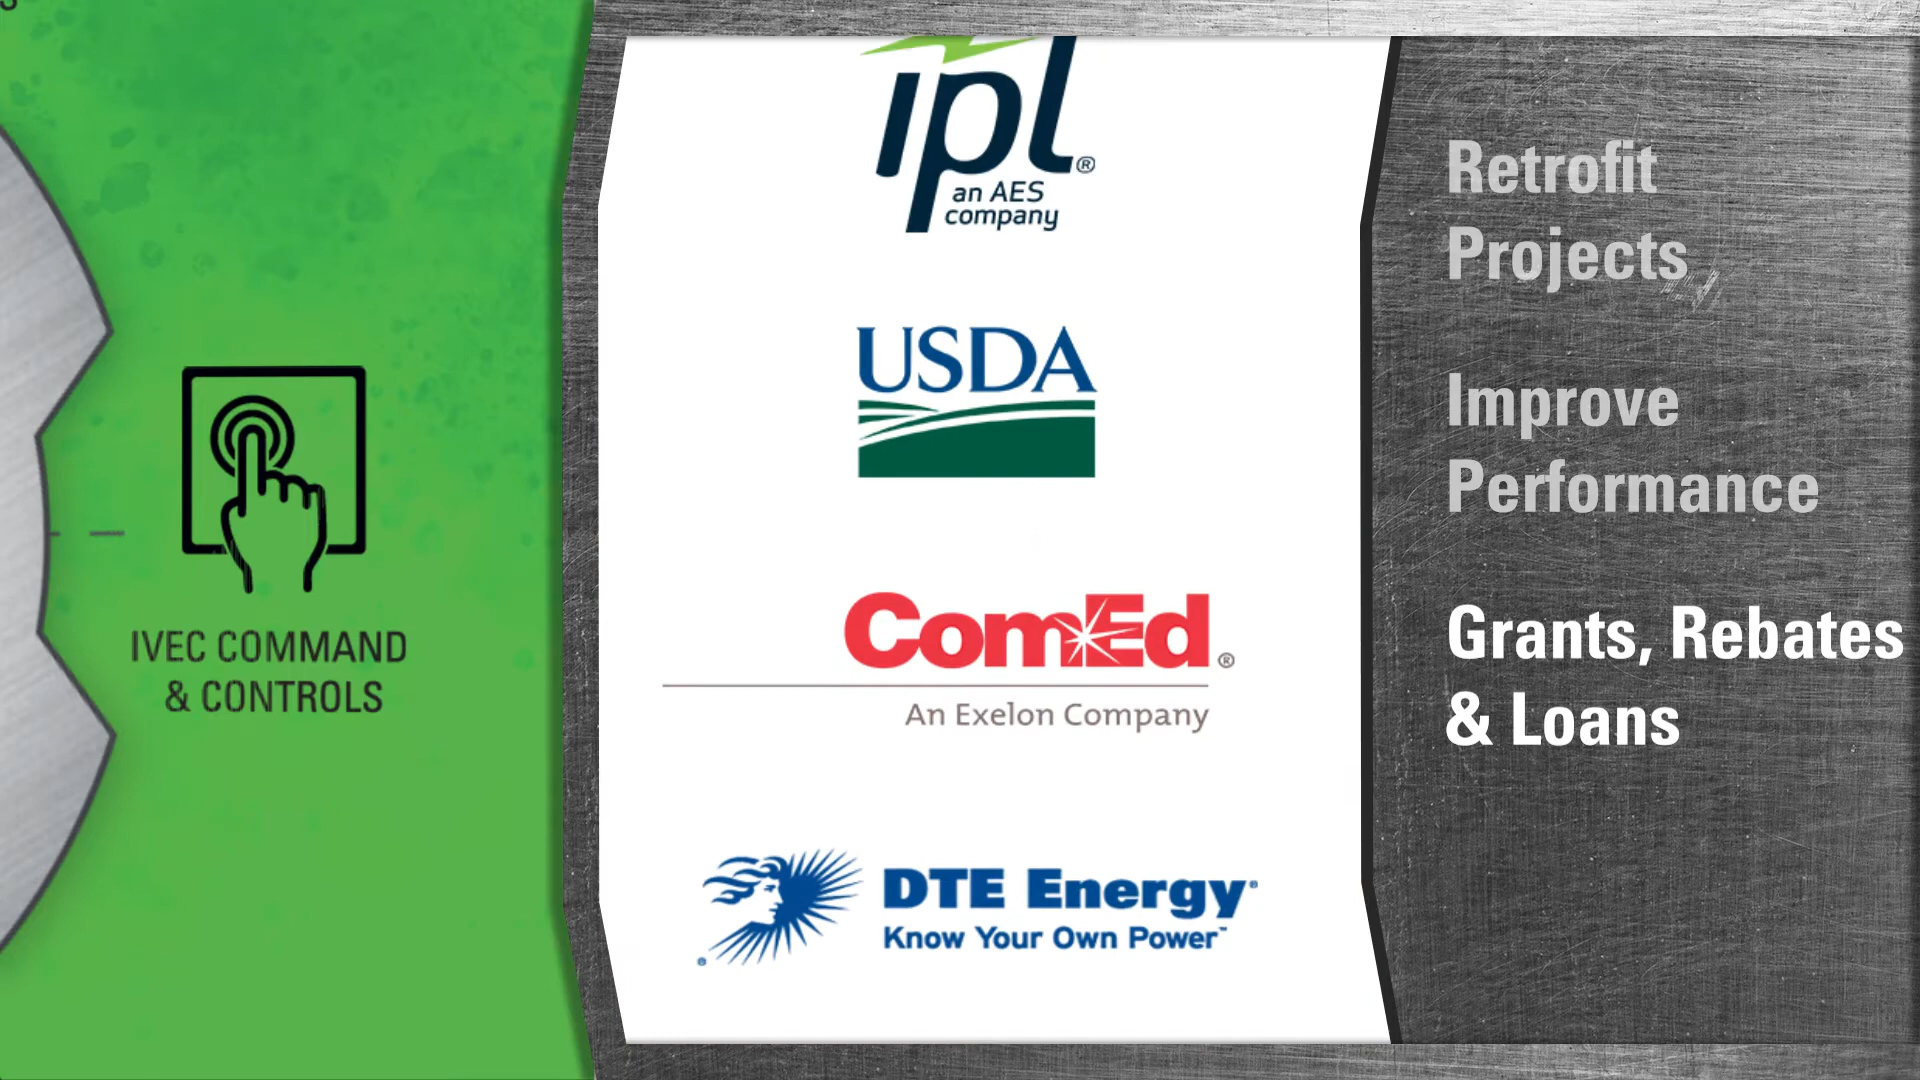 IVEC COMMAND
& CONTROLS
ipl®
an AES
company
USDA
ComEd®
An Exelon Company
DTE Energy®
Know Your Own Power™
Retrofit
Projects
Improve
Performance
Grants, Rebates
& Loans